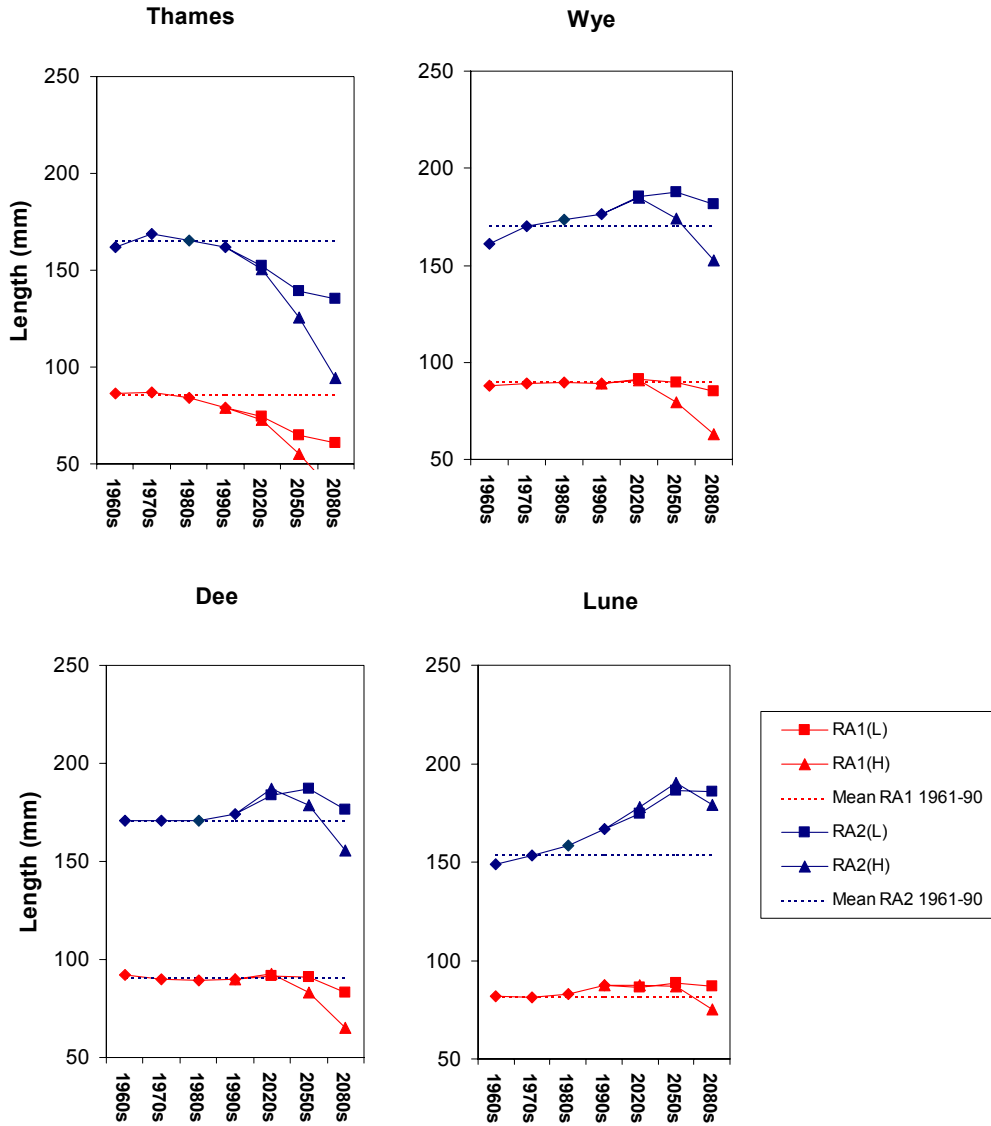 Thames
250
200
150
100
50
Length (mm)
1960s
1970s
1980s
1990s
2020s
2050s
2080s
Wye
250
200
150
100
50
1960s
1970s
1980s
1990s
2020s
2050s
2080s
Dee
250
200
150
100
50
Length (mm)
1960s
1970s
1980s
1990s
2020s
2050s
2080s
Lune
250
200
150
100
50
1960s
1970s
1980s
1990s
2020s
2050s
2080s
RA1(L)
RA1(H)
Mean RA1 1961-90
RA2(L)
RA2(H)
Mean RA2 1961-90